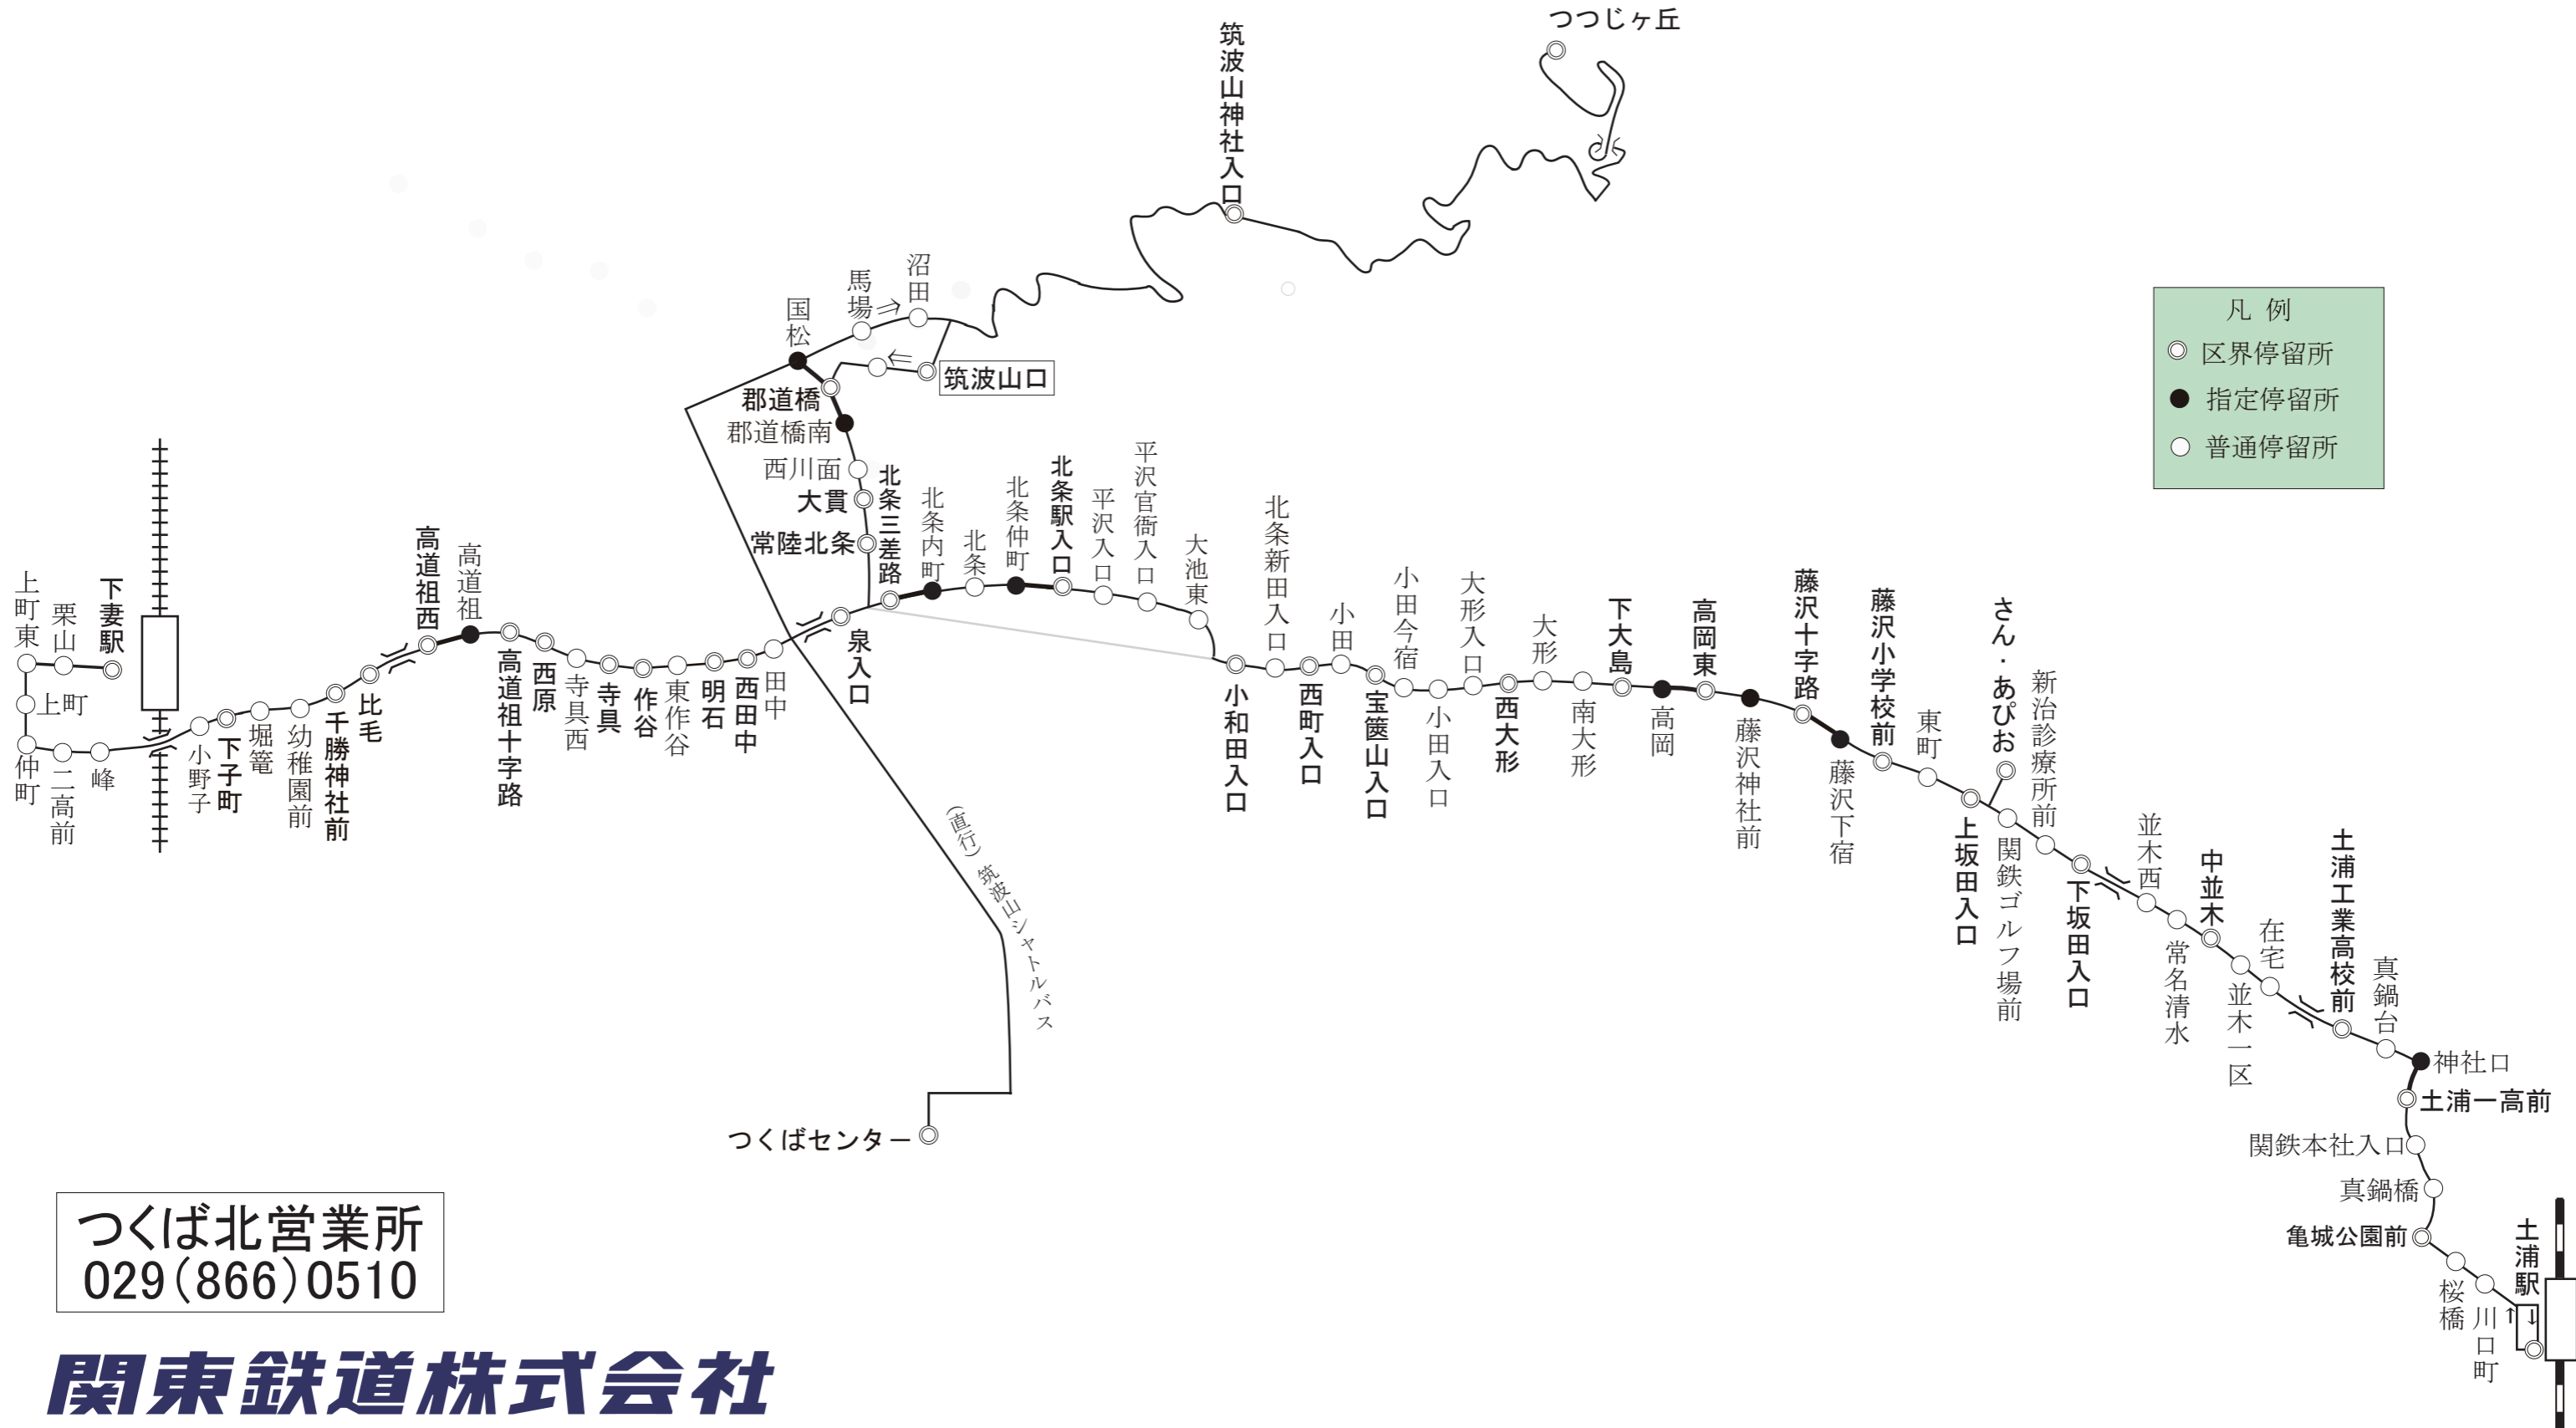 つつじヶ丘
筑波山神社入口
沼田
馬場
国松
筑波山口
郡道橋
郡道橋南
西川面
大貫
常陸北条
凡 例
区界停留所
指定停留所
普通停留所
下妻駅
栗山
上町東
上町
仲町
二高前
峰
小野子
下子町
堀篭
幼稚園前
千勝神社前
比毛
高道祖西
高道祖
高道祖十字路
西原
寺具西
寺具
作谷
東作谷
明石
西田中
田中
泉入口
北条三差路
北条内町
北条
北条仲町
北条駅入口
平沢入口
平沢官衙入口
大池東
小和田入口
北条新田入口
西町入口
小田
宝篋山入口
小田今宿
小田入口
大形入口
西大形
大形
南大形
下大島
高岡
高岡東
藤沢神社前
藤沢十字路
藤沢下宿
藤沢小学校前
東町
上坂田入口
さん・あぴお
関鉄ゴルフ場前
新治診療所前
下坂田入口
並木西
常名清水
中並木
並木一区
在宅
土浦工業高校前
真鍋台
神社口
土浦一高前
関鉄本社入口
真鍋橋
亀城公園前
桜橋
川口町
土浦駅
(直行)筑波山シャトルバス
つくばセンター
つくば北営業所
029(866)0510
関東鉄道株式会社